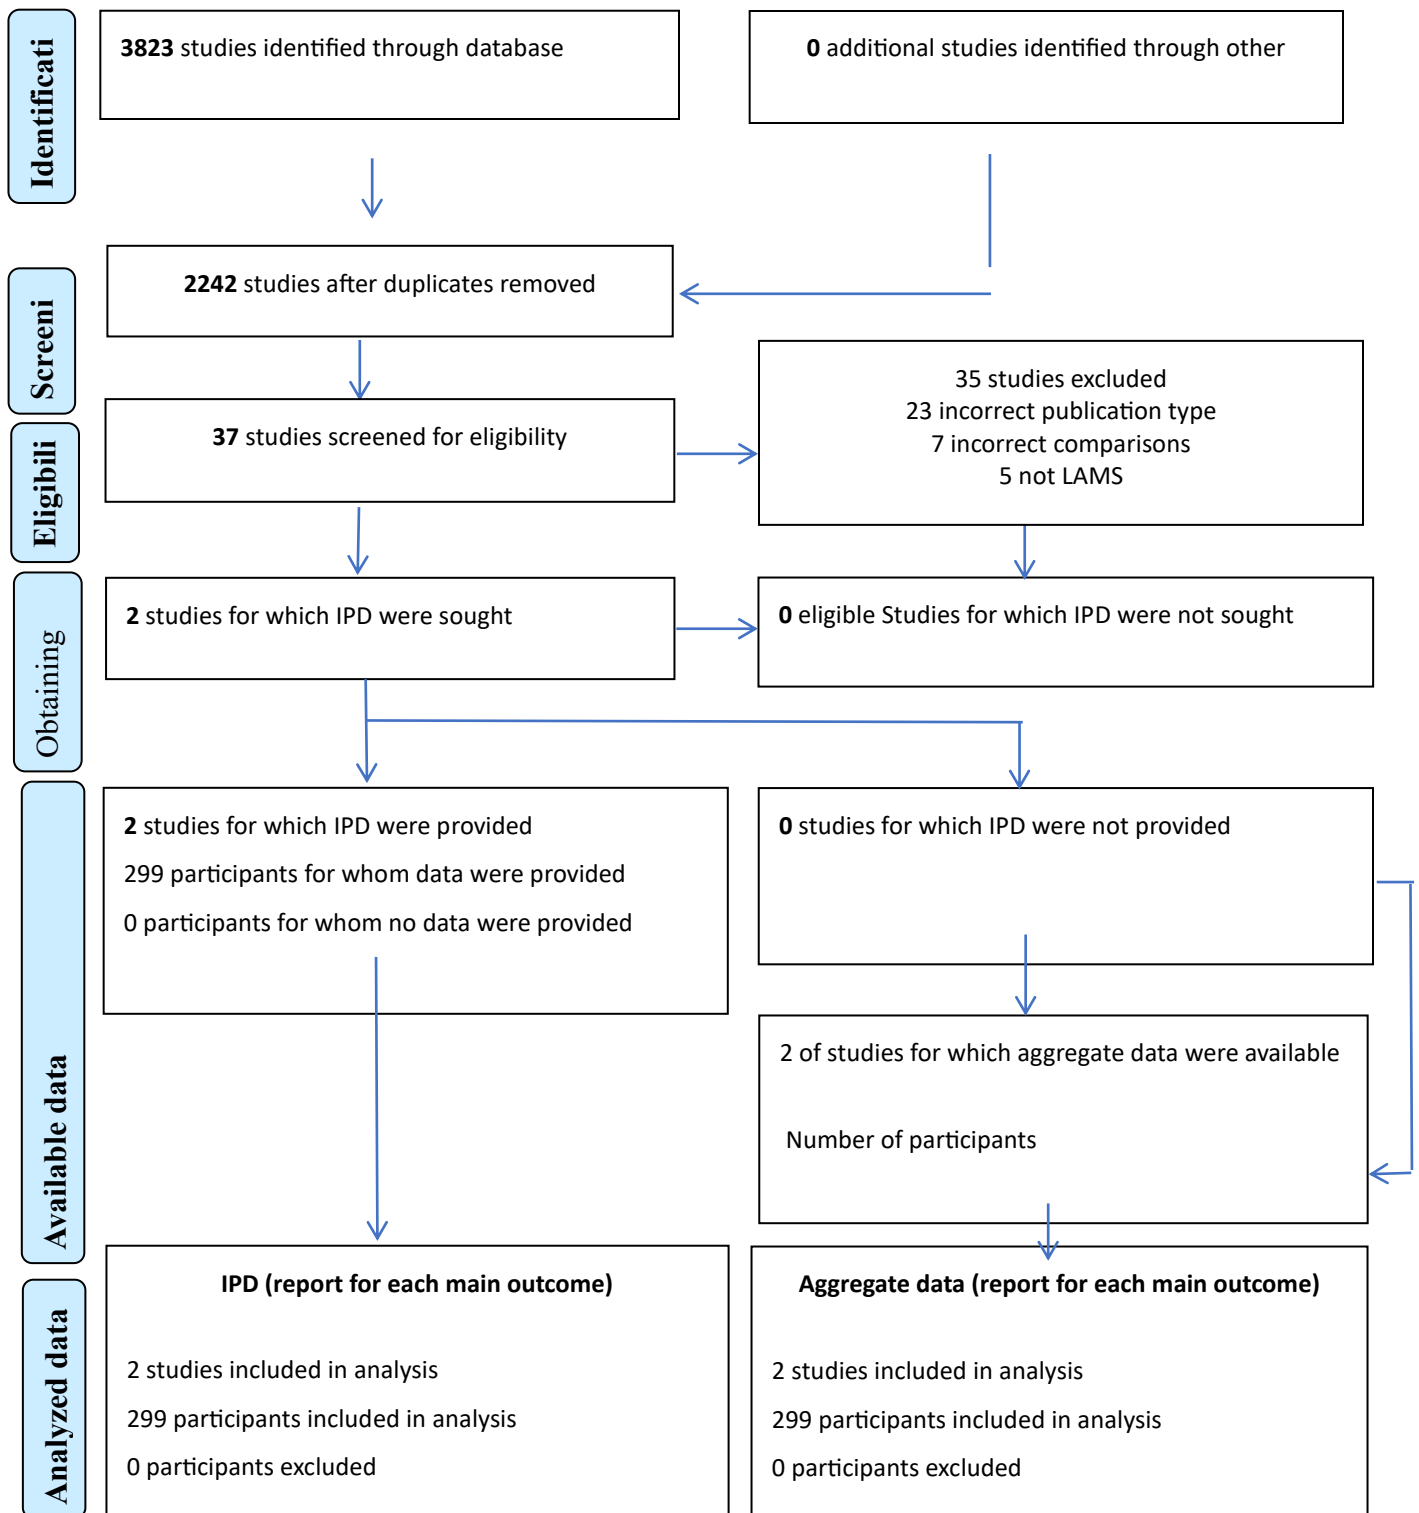 Identificati
3823 studies identified through database
0 additional studies identified through other
Screeni
2242 studies after duplicates removed
Eligibili
37 studies screened for eligibility
35 studies excluded
23 incorrect publication type
7 incorrect comparisons
5 not LAMS
Obtaining
2 studies for which IPD were sought
0 eligible Studies for which IPD were not sought
Available data
2 studies for which IPD were provided
299 participants for whom data were provided
0 participants for whom no data were provided
0 studies for which IPD were not provided
2 of studies for which aggregate data were available
Number of participants
Analyzed data
IPD (report for each main outcome)
2 studies included in analysis
299 participants included in analysis
0 participants excluded
Aggregate data (report for each main outcome)
2 studies included in analysis
299 participants included in analysis
0 participants excluded